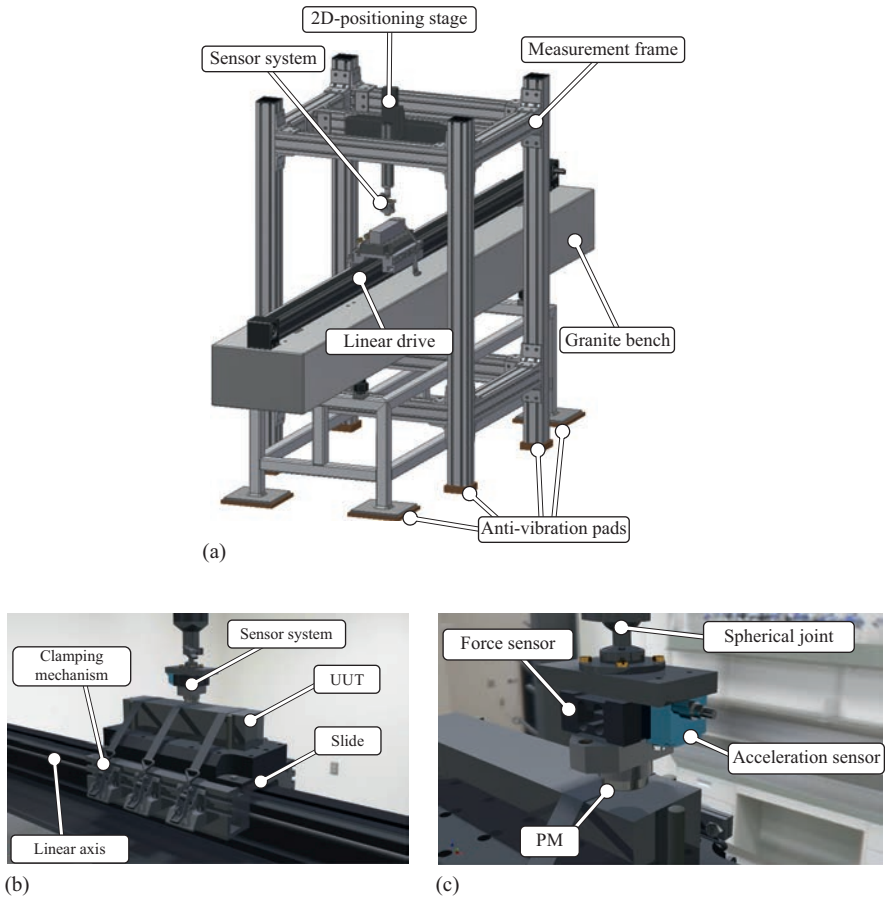 2D-positioning stage
Sensor system
Measurement frame
Linear drive
Granite bench
Anti-vibration pads
(a)
Sensor system
Clamping
mechanism
UUT
Slide
Linear axis
(b)
Force sensor
Spherical joint
Acceleration sensor
PM
(c)